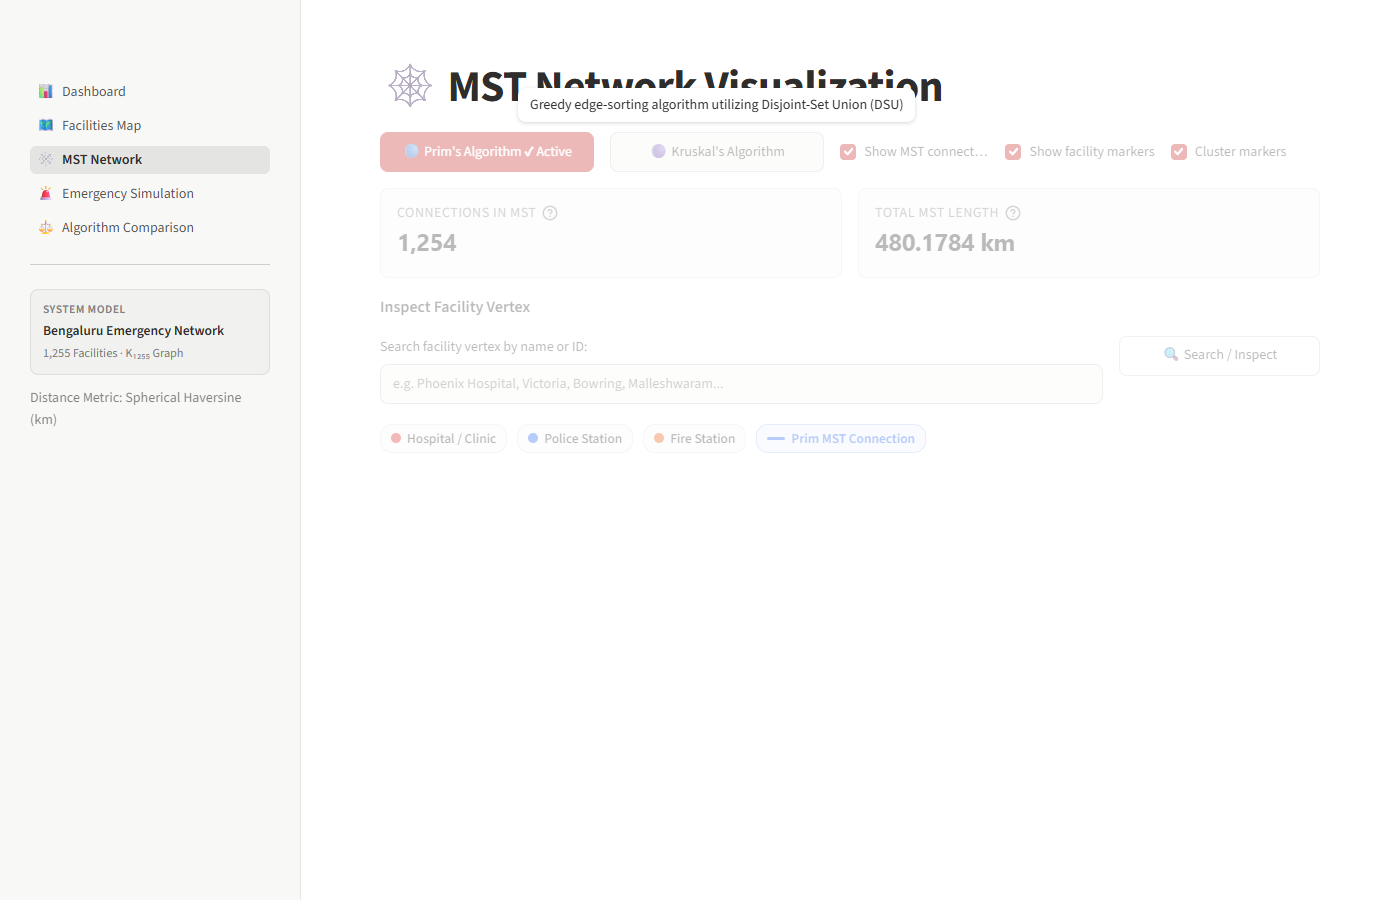 Dashboard
Facilities Map
MST Network
Emergency Simulation
Algorithm Comparison
SYSTEM MODEL
Bengaluru Emergency Network
1,255 Facilities · K₁₂₅₅ Graph
Distance Metric: Spherical Haversine
(km)
MST Network Visualization
Greedy edge-sorting algorithm utilizing Disjoint-Set Union (DSU)
Prim's Algorithm ✓ Active
Kruskal's Algorithm
Show MST connect...
Show facility markers
Cluster markers
CONNECTIONS IN MST
1,254
TOTAL MST LENGTH
480.1784 km
Inspect Facility Vertex
Search facility vertex by name or ID:
e.g. Phoenix Hospital, Victoria, Bowring, Malleshwaram...
Search / Inspect
Hospital / Clinic
Police Station
Fire Station
Prim MST Connection